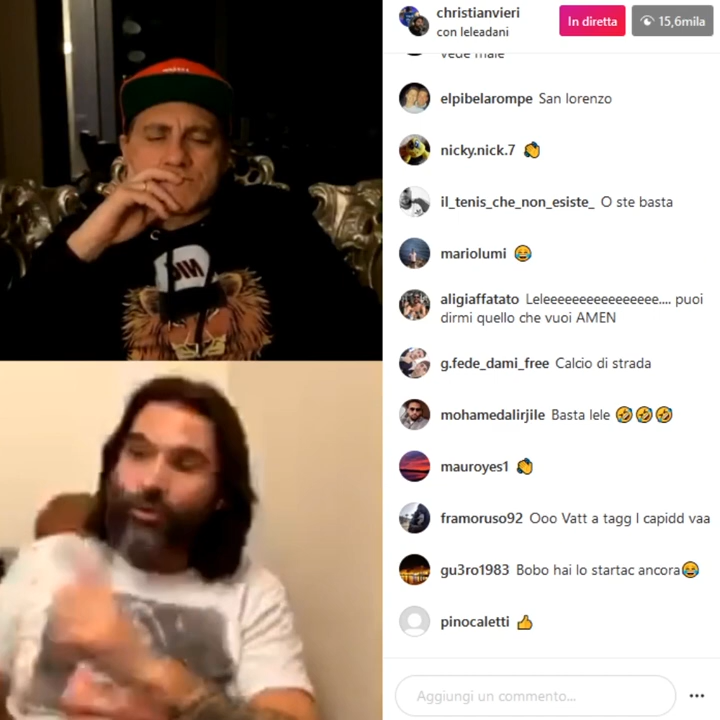 christianvieri
con leleadani
In diretta
15,6mila
vede male
elpibelarompe San lorenzo
nicky.nick.7 👏
il_tenis_che_non_esiste_ O ste basta
mariolumi 😂
aligiaffatato Leleeeeeeeeeeeeeeee.... puoi
dirmi quello che vuoi AMEN
g.fede_dami_free Calcio di strada
mohamedalirjile Basta lele 🤣🤣🤣
mauroyes1 👏
framoruso92 Ooo Vatt a tagg I capidd vaa
gu3ro1983 Bobo hai lo startac ancora😂
pinocaletti 👍
Aggiungi un commento...